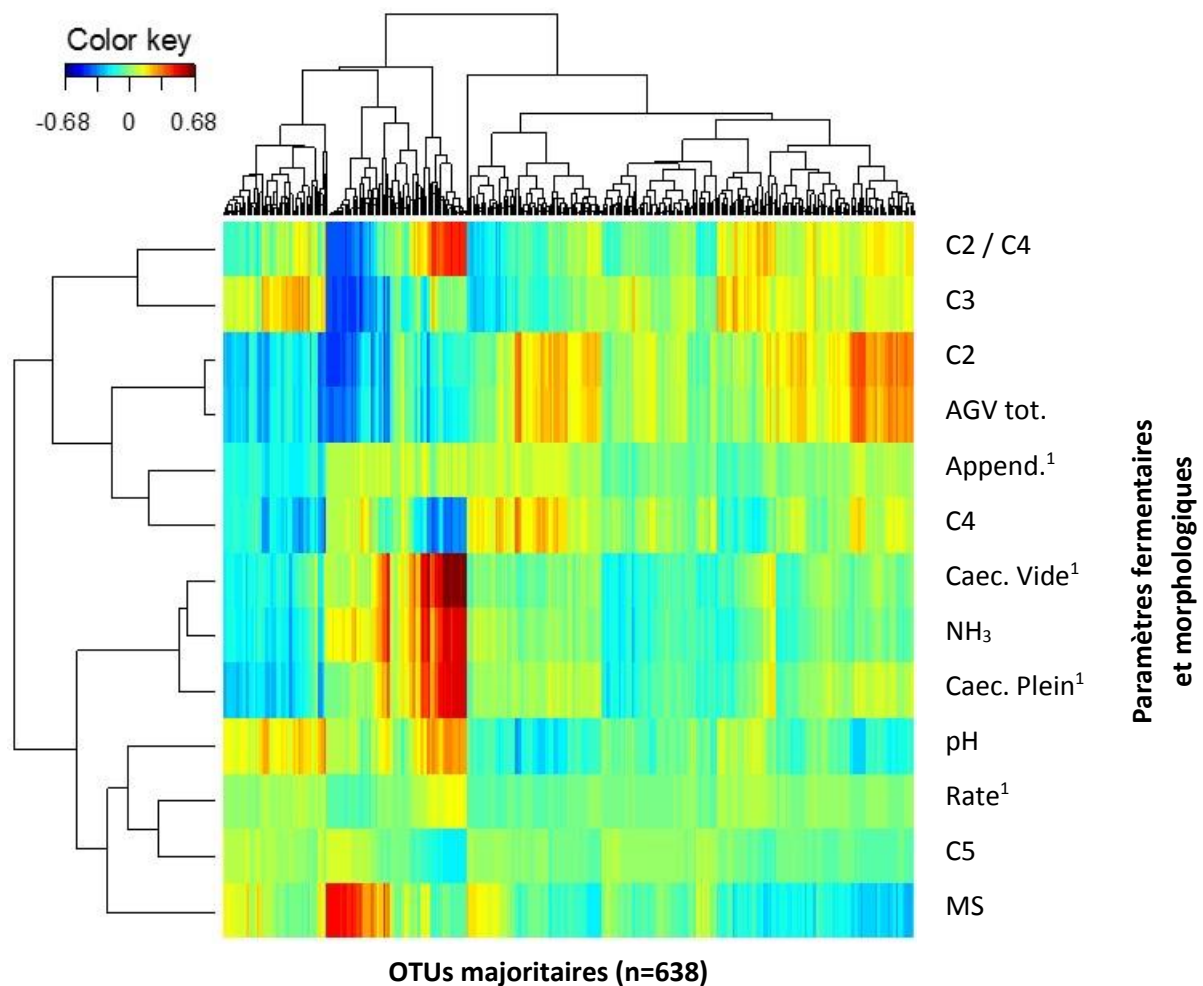 Color key
-0.68 0 0.68
C2 / C4
C3
C2
AGV tot.
Append.¹
C4
Caec. Vide¹
NH₃
Caec. Plein¹
pH
Rate¹
C5
MS
Paramètres fermentaires
et morphologiques
OTUs majoritaires (n=638)